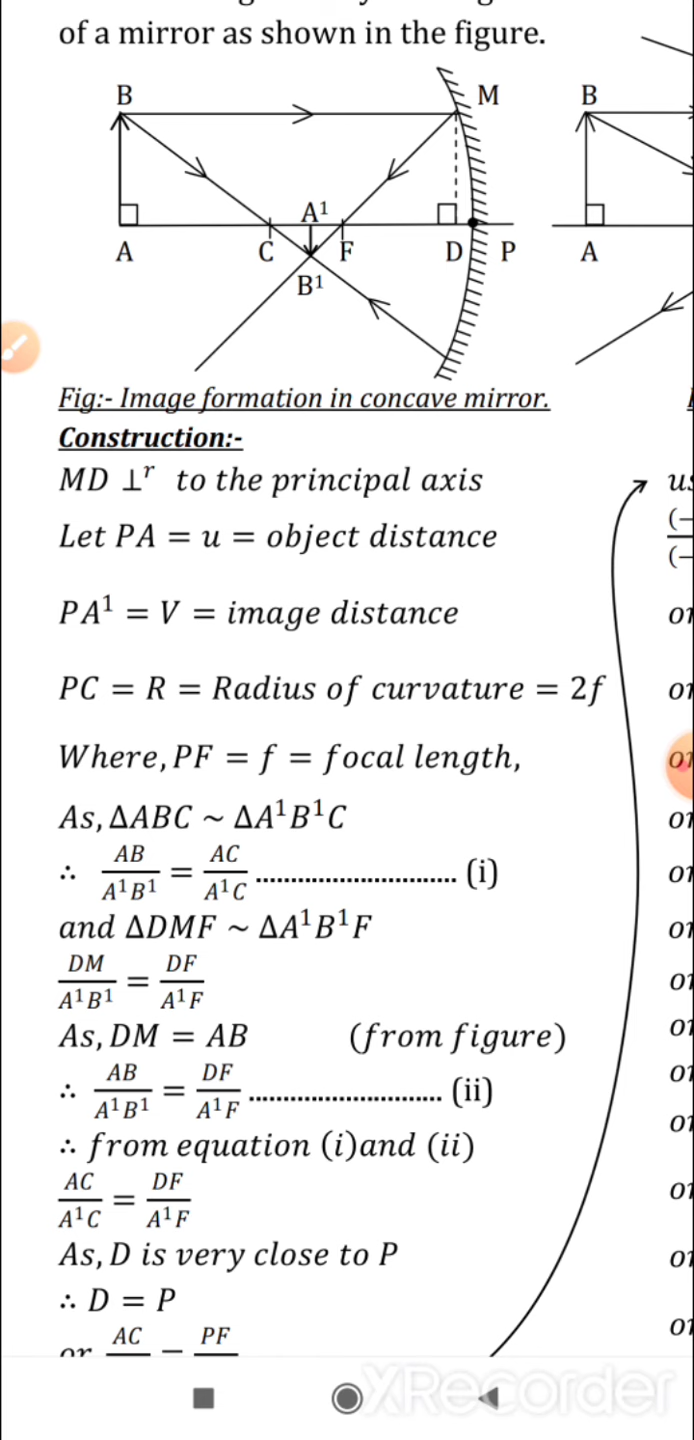 of a mirror as shown in the figure.
B M B
A¹
A C F D P A
B¹
Fig:- Image formation in concave mirror.
Construction:-
MD ⊥ʳ to the principal axis
Let PA = u = object distance
PA¹ = V = image distance
PC = R = Radius of curvature = 2f
Where, PF = f = focal length,
As, ΔABC ~ ΔA¹B¹C
∴ AB/A¹B¹ = AC/A¹C ............................ (i)
and ΔDMF ~ ΔA¹B¹F
DM/A¹B¹ = DF/A¹F
As, DM = AB (from figure)
∴ AB/A¹B¹ = DF/A¹F ........................... (ii)
∴ from equation (i)and (ii)
AC/A¹C = DF/A¹F
As, D is very close to P
∴ D = P
or AC PF
XRecorder